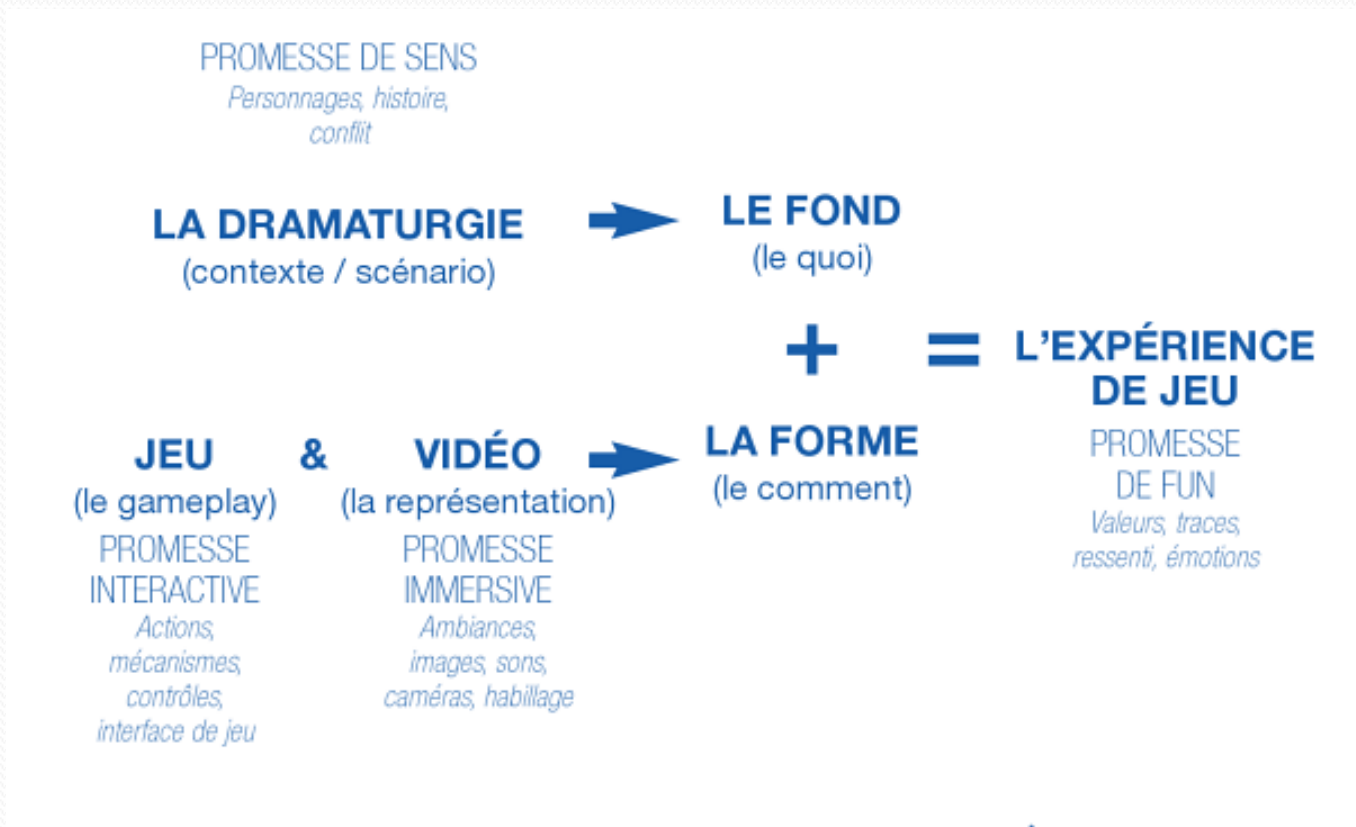 PROMESSE DE SENS
Personnages, histoire,
conflit
LA DRAMATURGIE
(contexte / scénario)
LE FOND
(le quoi)
+
=
L'EXPÉRIENCE
DE JEU
PROMESSE
DE FUN
Valeurs, traces,
ressenti, émotions
JEU
(le gameplay)
&
VIDÉO
(la représentation)
LA FORME
(le comment)
PROMESSE
INTERACTIVE
Actions,
mécanismes,
contrôles,
interface de jeu
PROMESSE
IMMERSIVE
Ambiances,
images, sons,
caméras, habillage